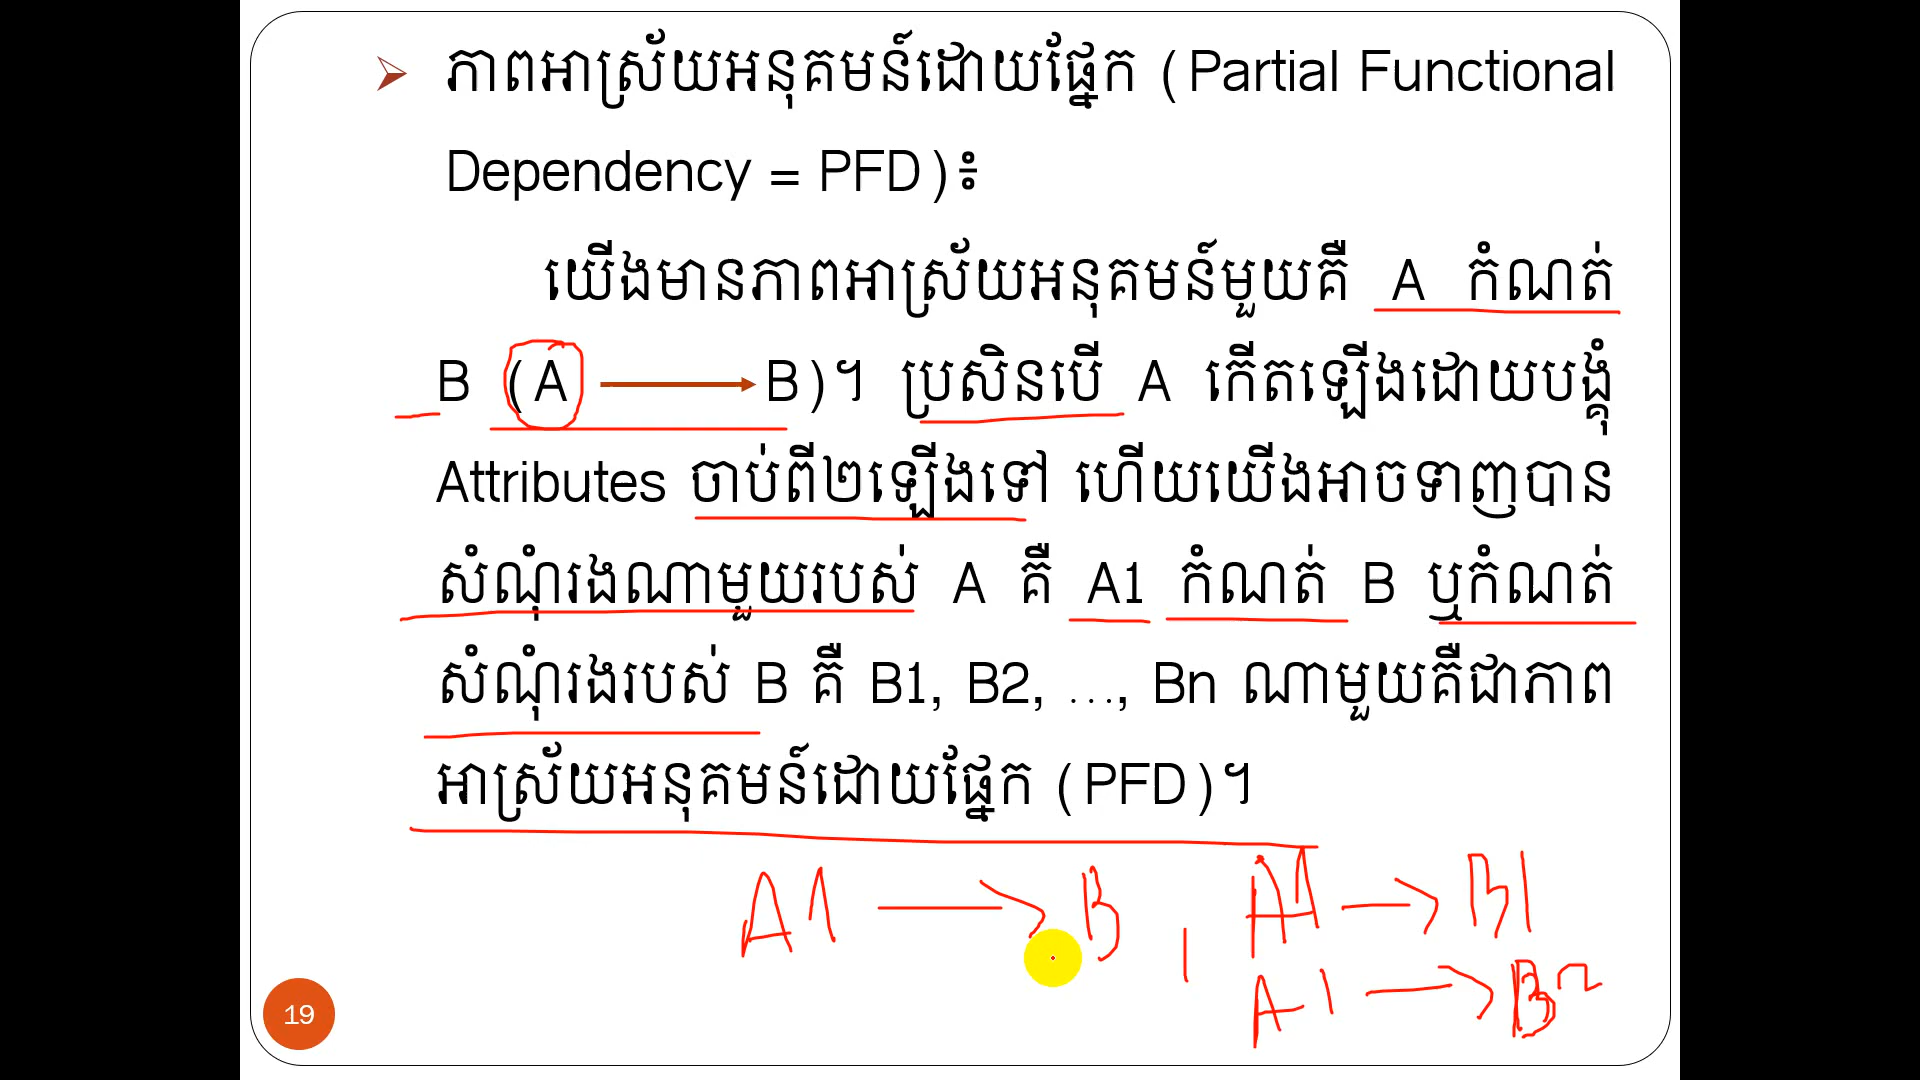 ភាពអាស្រ័យអនុគមន៍ដោយផ្នែក (Partial Functional
Dependency = PFD)៖
យើងមានភាពអាស្រ័យអនុគមន៍មួយគឺ A កំណត់
B (A → B)។ ប្រសិនបើ A កើតឡើងដោយបង្គុំ
Attributes ចាប់ពី២ឡើងទៅ ហើយយើងអាចទាញបាន
សំណុំរងណាមួយរបស់ A គឺ A1 កំណត់ B ឬកំណត់
សំណុំរងរបស់ B គឺ B1, B2, ..., Bn ណាមួយគឺជាភាព
អាស្រ័យអនុគមន៍ដោយផ្នែក (PFD)។
A1 → B , A1 → B1
A1 → B2
19